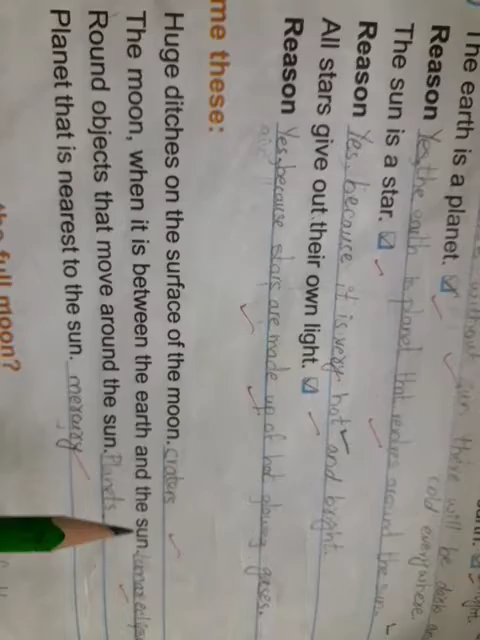 without sun there will be dark a
cold everywhere.
The earth is a planet. ☑
Reason Yes, the earth is planet that revolves around the sun.
The sun is a star. ☑
Reason Yes, because it is very hot and bright.
All stars give out their own light. ☑
Reason Yes, because stars are made up of hot glowing gases.
give
me these:
Huge ditches on the surface of the moon. craters
The moon, when it is between the earth and the sun. lunar
Round objects that move around the sun. Planets
Planet that is nearest to the sun. mercury
the full moon?